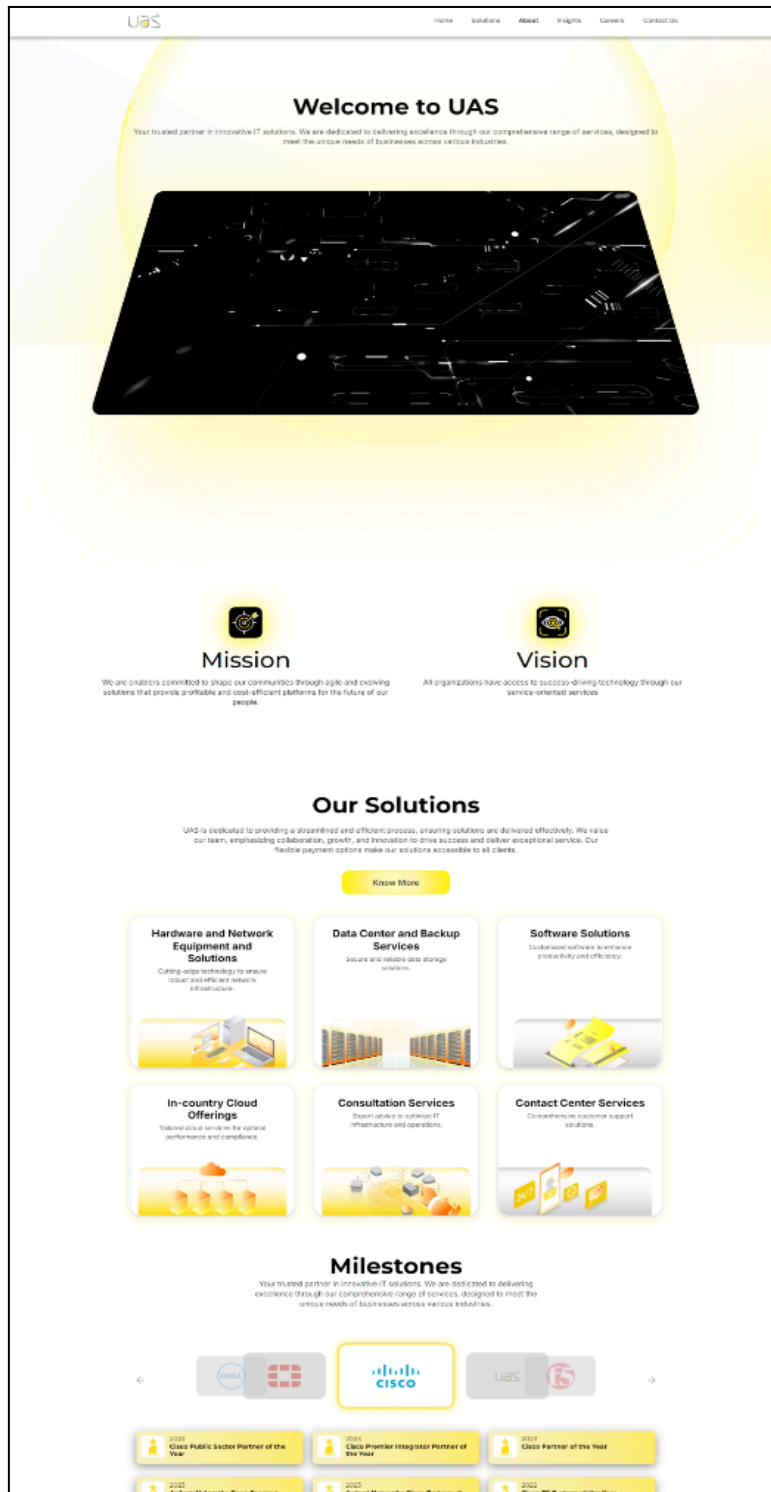 uas
Home Solutions About Insights Careers Contact Us
Welcome to UAS
Your trusted partner in innovative IT solutions. We are dedicated to delivering excellence through our comprehensive range of services, designed to
meet the unique needs of businesses across various industries.
Mission
We are enablers committed to shape our communities through agile and evolving
solutions that provide profitable and cost-efficient platforms for the future of our
people.
Vision
All organizations have access to success-driving technology through our
service-oriented services
Our Solutions
UAS is dedicated to providing a streamlined and efficient process, ensuring solutions are delivered effectively. We value
our team, emphasizing collaboration, growth, and innovation to drive success and deliver exceptional service. Our
flexible payment options make our solutions accessible to all clients.
Know More
Hardware and Network
Equipment and
Solutions
Cutting-edge technology to ensure
robust and efficient network
infrastructure.
Data Center and Backup
Services
Secure and reliable data storage
solutions.
Software Solutions
Customized software to enhance
productivity and efficiency.
In-country Cloud
Offerings
Tailored cloud services for optimal
performance and compliance.
Consultation Services
Expert advice to optimize IT
infrastructure and operations.
Contact Center Services
Comprehensive customer support
solutions.
24/7
Milestones
Your trusted partner in innovative IT solutions. We are dedicated to delivering
excellence through our comprehensive range of services, designed to meet the
unique needs of businesses across various industries.
DELL
CISCO
uas
Cisco Public Sector Partner of the
Year
Cisco Premier Integrator Partner of
the Year
2023
Cisco Partner of the Year
2023
2023
2022